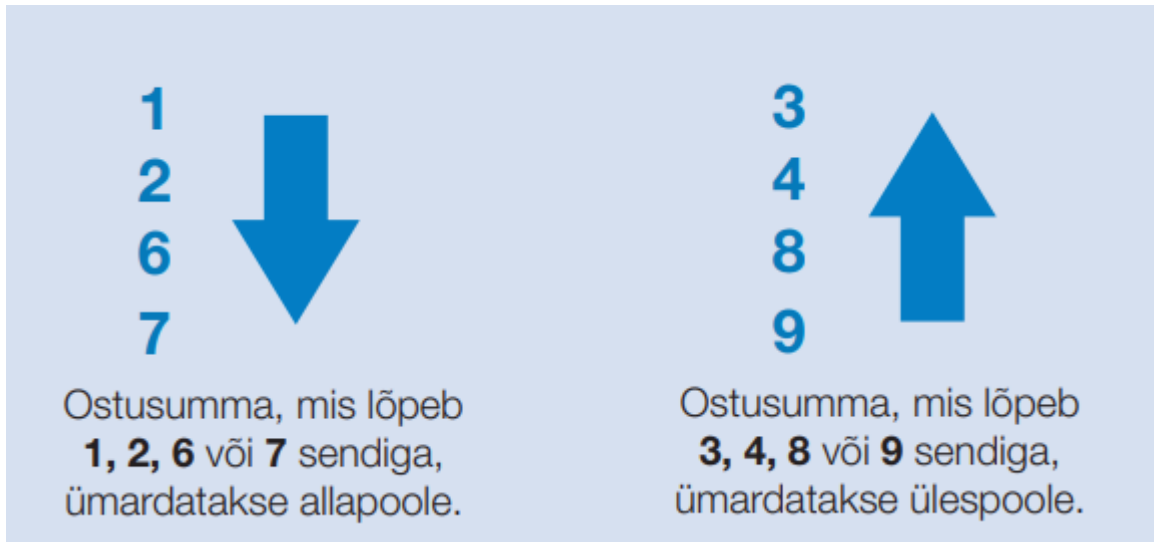 1
2
6
7
Ostusumma, mis lõpeb
1, 2, 6 või 7 sendiga,
ümardatakse allapoole.
3
4
8
9
Ostusumma, mis lõpeb
3, 4, 8 või 9 sendiga,
ümardatakse ülespoole.